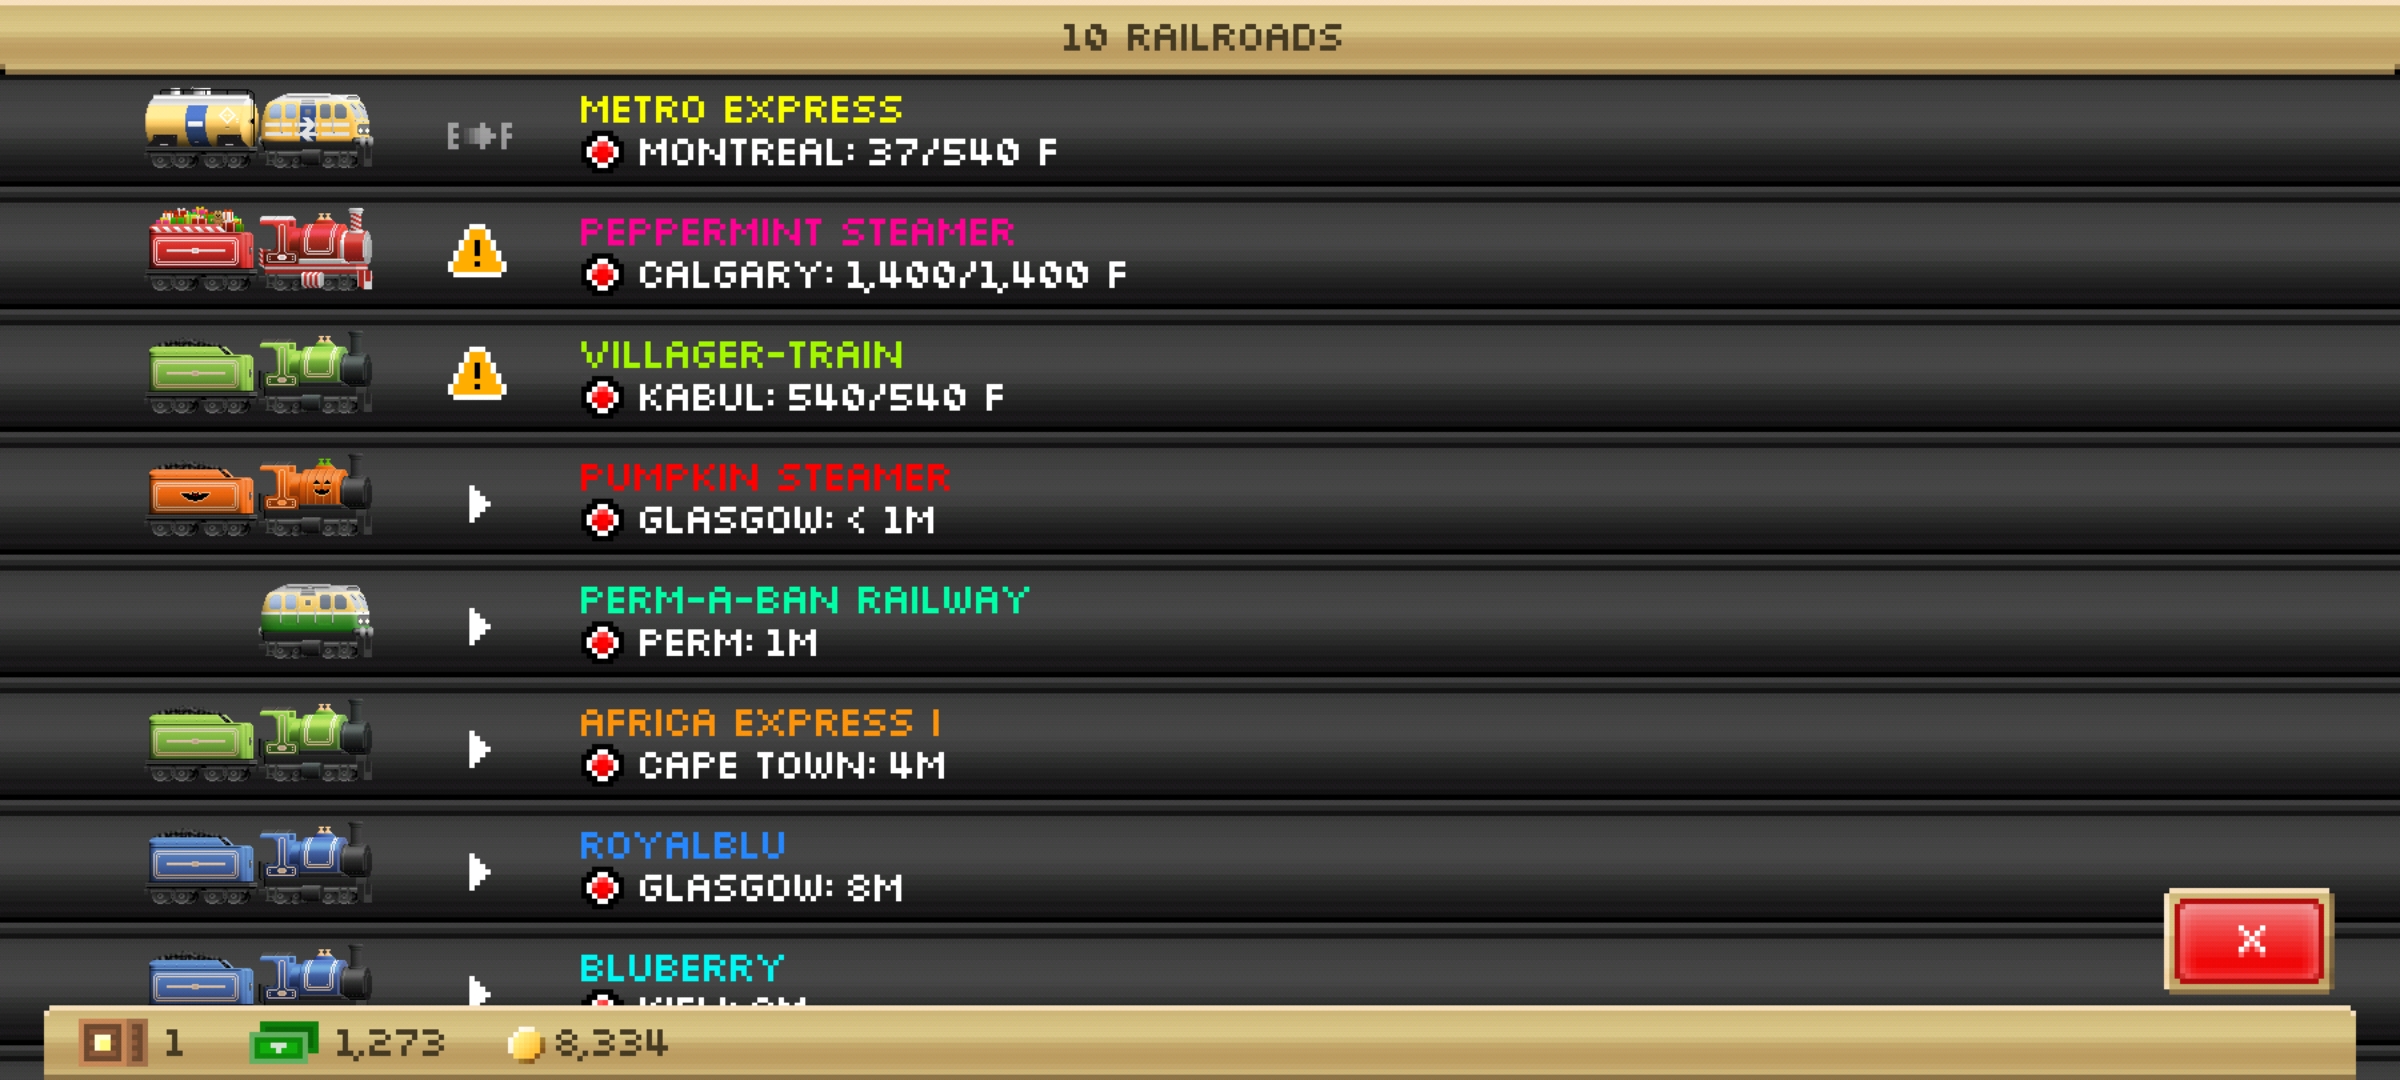 10 RAILROADS
METRO EXPRESS
E F
MONTREAL: 37/540 F
PEPPERMINT STEAMER
CALGARY: 1,400/1,400 F
VILLAGER-TRAIN
KABUL: 540/540 F
PUMPKIN STEAMER
GLASGOW: < 1M
PERM-A-BAN RAILWAY
PERM: 1M
AFRICA EXPRESS I
CAPE TOWN: 4M
ROYALBLU
GLASGOW: 8M
BLUBERRY
X
1 1,273 8,334